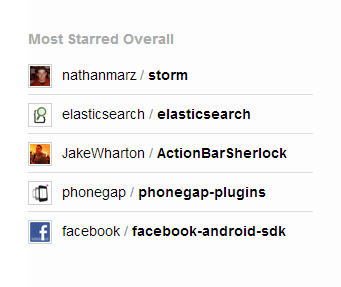 Most Starred Overall
nathanmarz / storm
elasticsearch / elasticsearch
JakeWharton / ActionBarSherlock
phonegap / phonegap-plugins
facebook / facebook-android-sdk